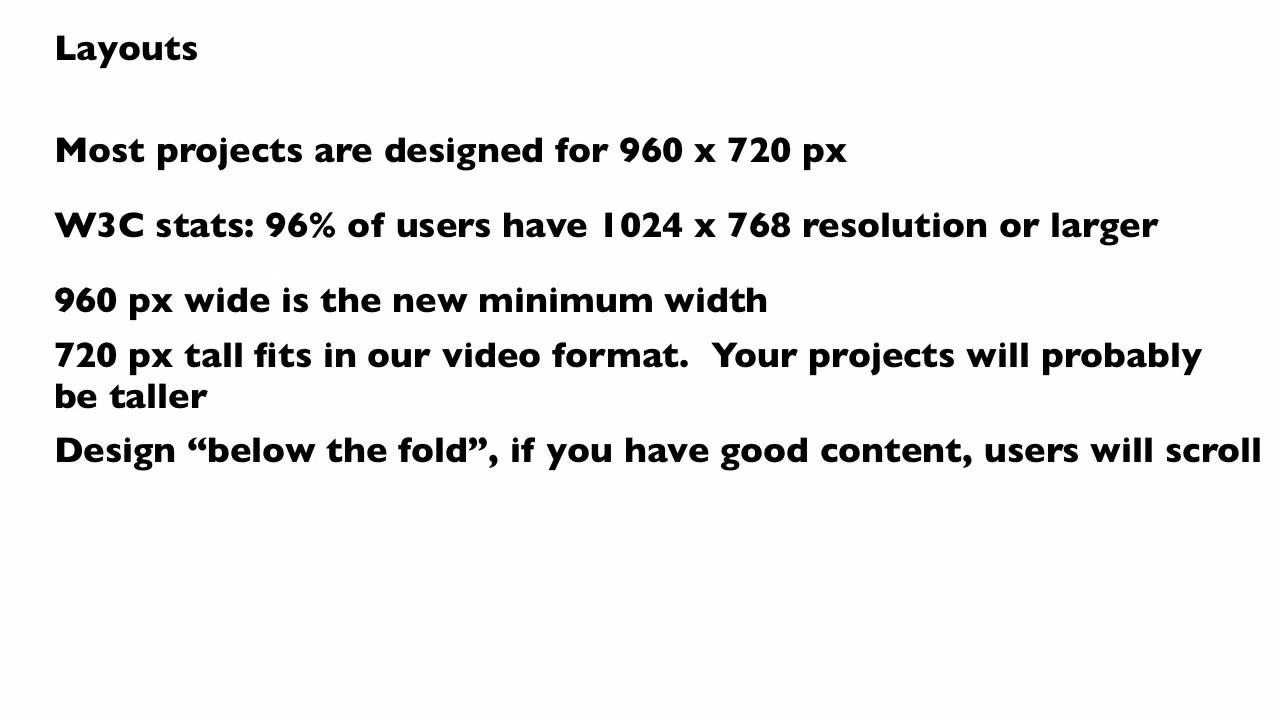 Layouts
Most projects are designed for 960 x 720 px
W3C stats: 96% of users have 1024 x 768 resolution or larger
960 px wide is the new minimum width
720 px tall fits in our video format.  Your projects will probably
be taller
Design “below the fold”, if you have good content, users will scroll